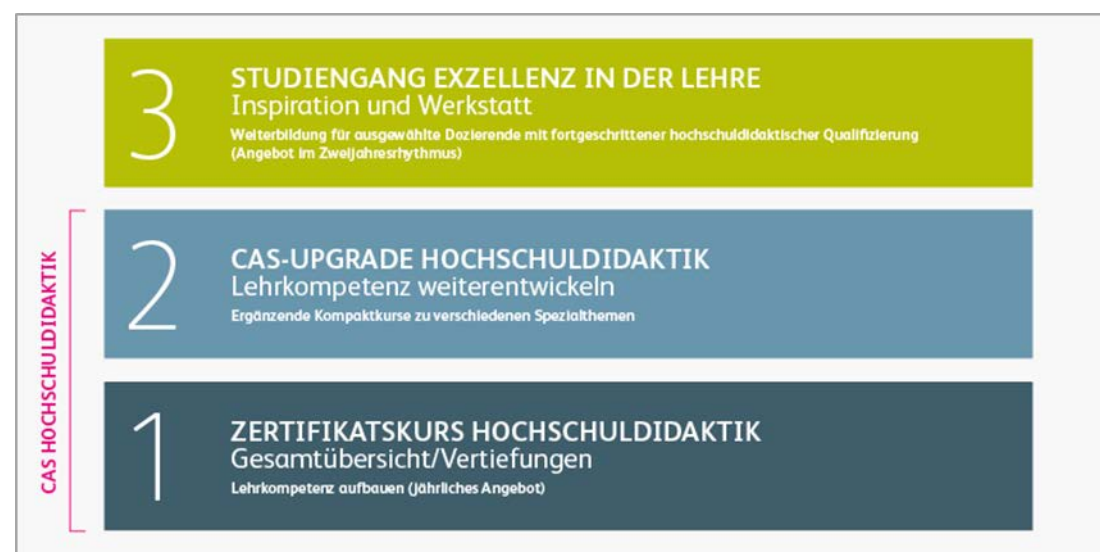 3
STUDIENGANG EXZELLENZ IN DER LEHRE
Inspiration und Werkstatt
Weiterbildung für ausgewählte Dozierende mit fortgeschrittener hochschuldidaktischer Qualifizierung
(Angebot im Zweijahresrhythmus)
CAS HOCHSCHULDIDAKTIK
2
CAS-UPGRADE HOCHSCHULDIDAKTIK
Lehrkompetenz weiterentwickeln
Ergänzende Kompaktkurse zu verschiedenen Spezialthemen
1
ZERTIFIKATSKURS HOCHSCHULDIDAKTIK
Gesamtübersicht/Vertiefungen
Lehrkompetenz aufbauen (jährliches Angebot)